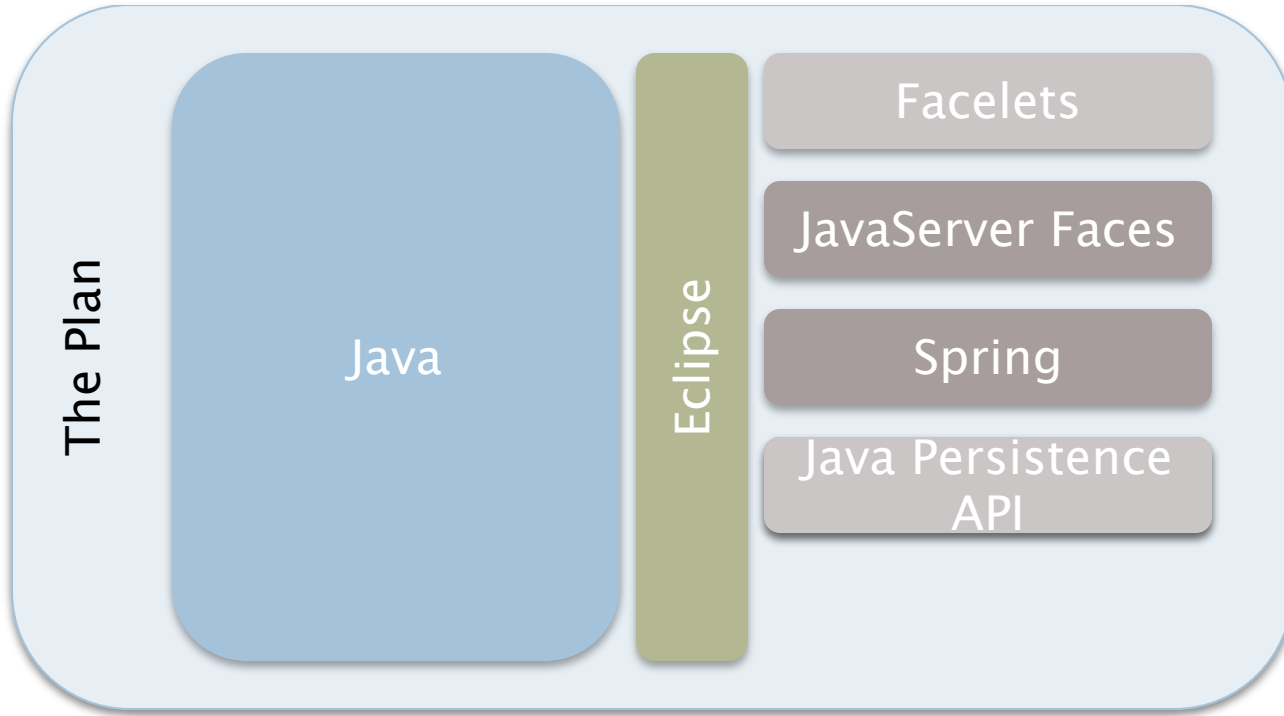 The Plan
Java
Eclipse
Facelets
JavaServer Faces
Spring
Java Persistence
API